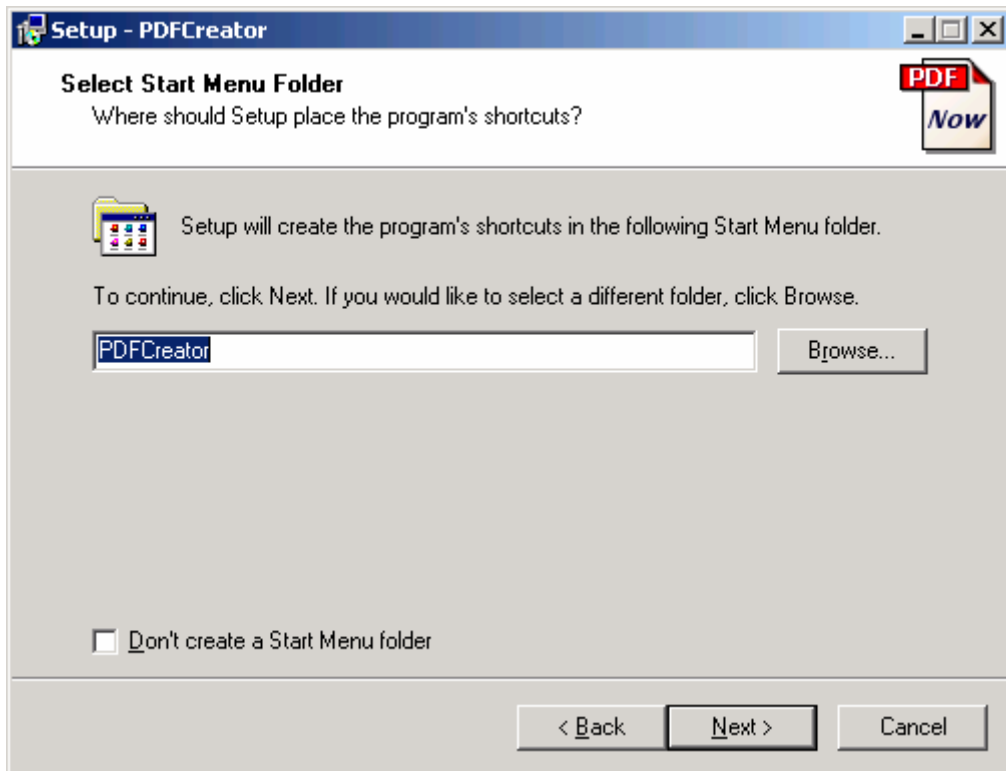 Setup - PDFCreator
Select Start Menu Folder
Where should Setup place the program's shortcuts?
PDF
Now
Setup will create the program's shortcuts in the following Start Menu folder.
To continue, click Next. If you would like to select a different folder, click Browse.
PDFCreator
Browse...
Don't create a Start Menu folder
< Back
Next >
Cancel